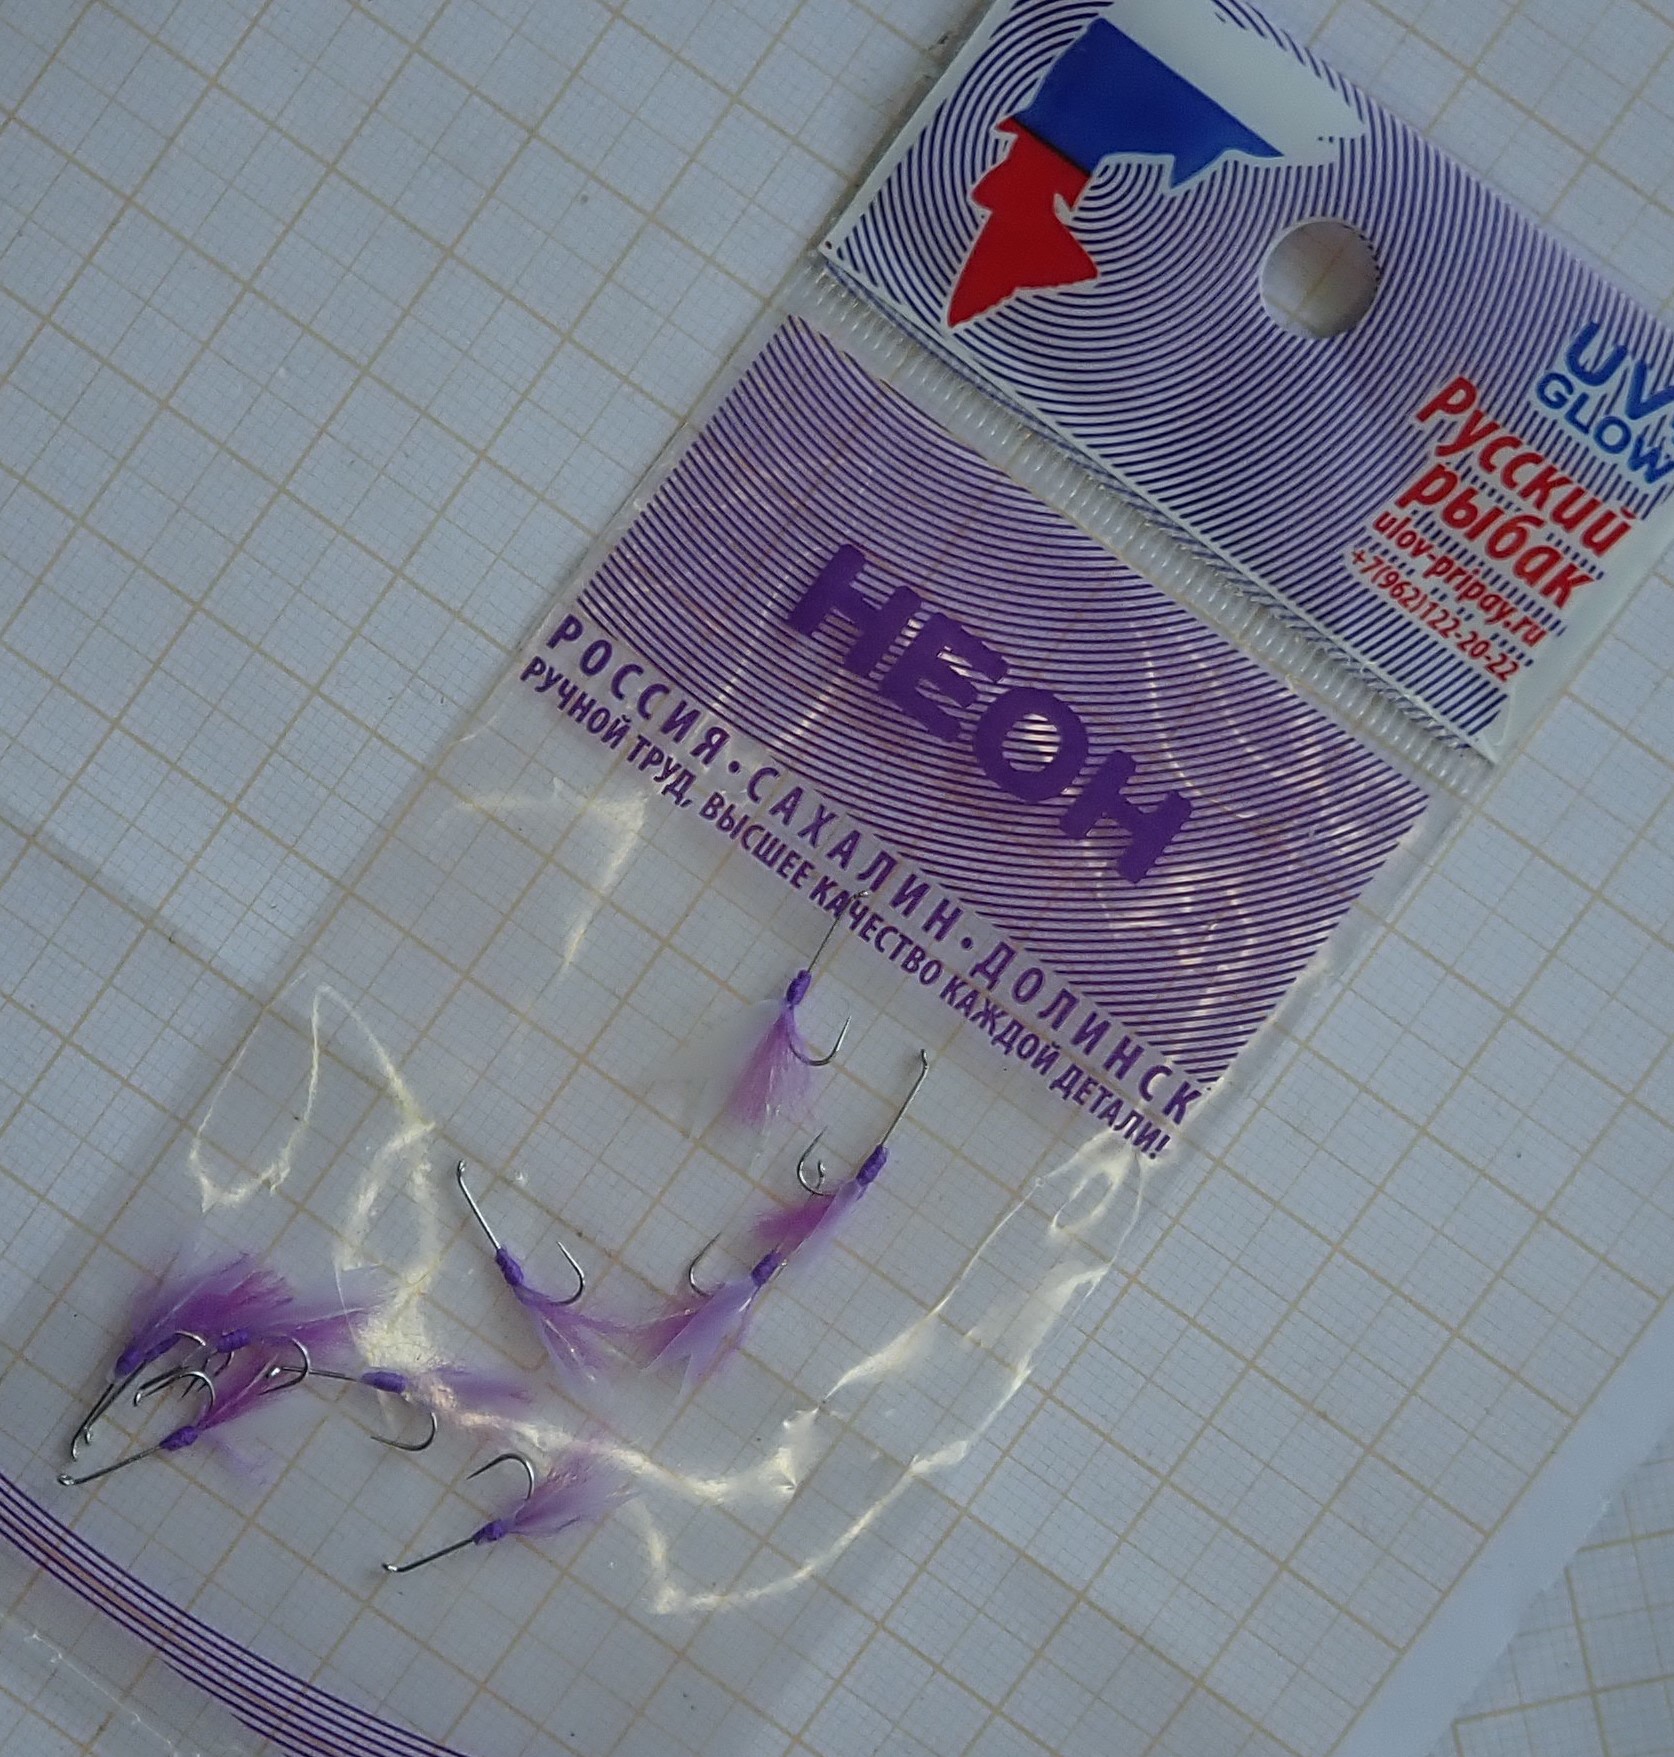 UV
GLOW
Русский
рыбак
ulov-pripay.ru
+7(962)122-20-22
НЕОН
РОССИЯ • САХАЛИН • ДОЛИНСК
РУЧНОЙ ТРУД, ВЫСШЕЕ КАЧЕСТВО КАЖДОЙ ДЕТАЛИ!